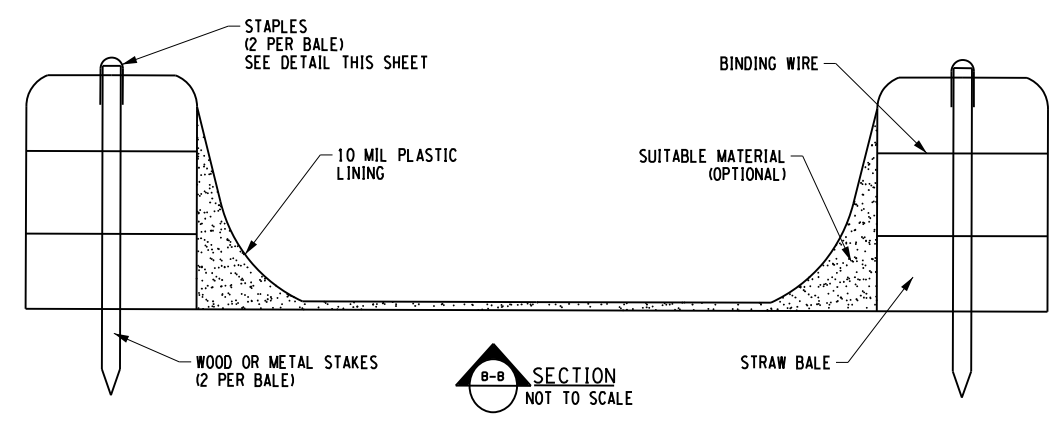 STAPLES
(2 PER BALE)
SEE DETAIL THIS SHEET
BINDING WIRE
10 MIL PLASTIC
LINING
SUITABLE MATERIAL
(OPTIONAL)
WOOD OR METAL STAKES
(2 PER BALE)
STRAW BALE
B-B
SECTION
NOT TO SCALE